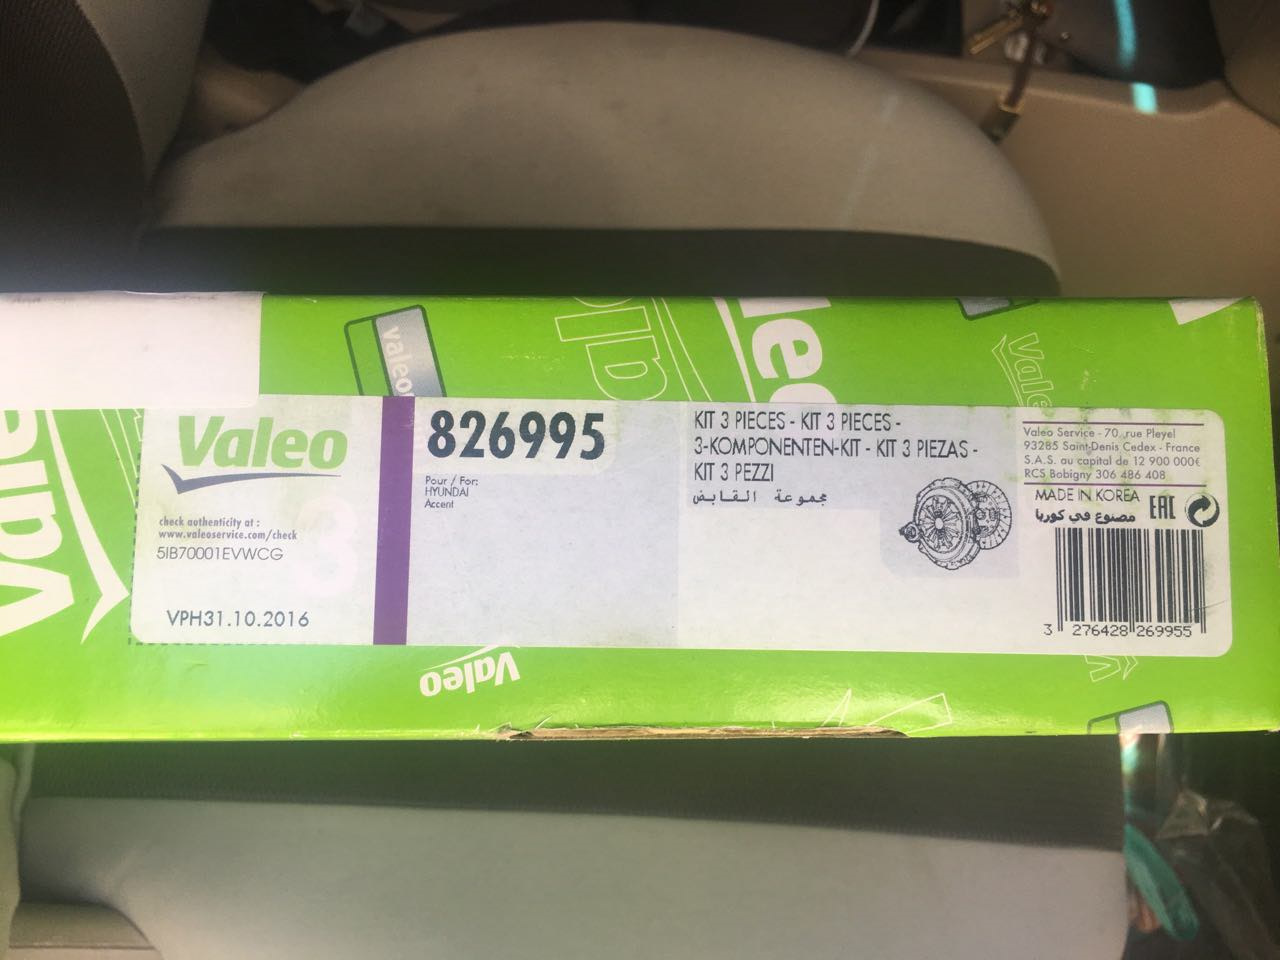 valeo
Valeo
Valeo
826995
Pour / For:
HYUNDAI
Accent
check authenticity at :
www.valeoservice.com/check
5IB70001EVWCG
VPH31.10.2016
KIT 3 PIECES - KIT 3 PIECES -
3-KOMPONENTEN-KIT - KIT 3 PIEZAS -
KIT 3 PEZZI
مجموعة القابض
Valeo Service - 70, rue Pleyel
93285 Saint-Denis Cedex - France
S.A.S. au capital de 12 900 000€
RCS Bobigny 306 486 408
MADE IN KOREA
مصنوع في كوريا
EAC
3 276428 269955
Valeo